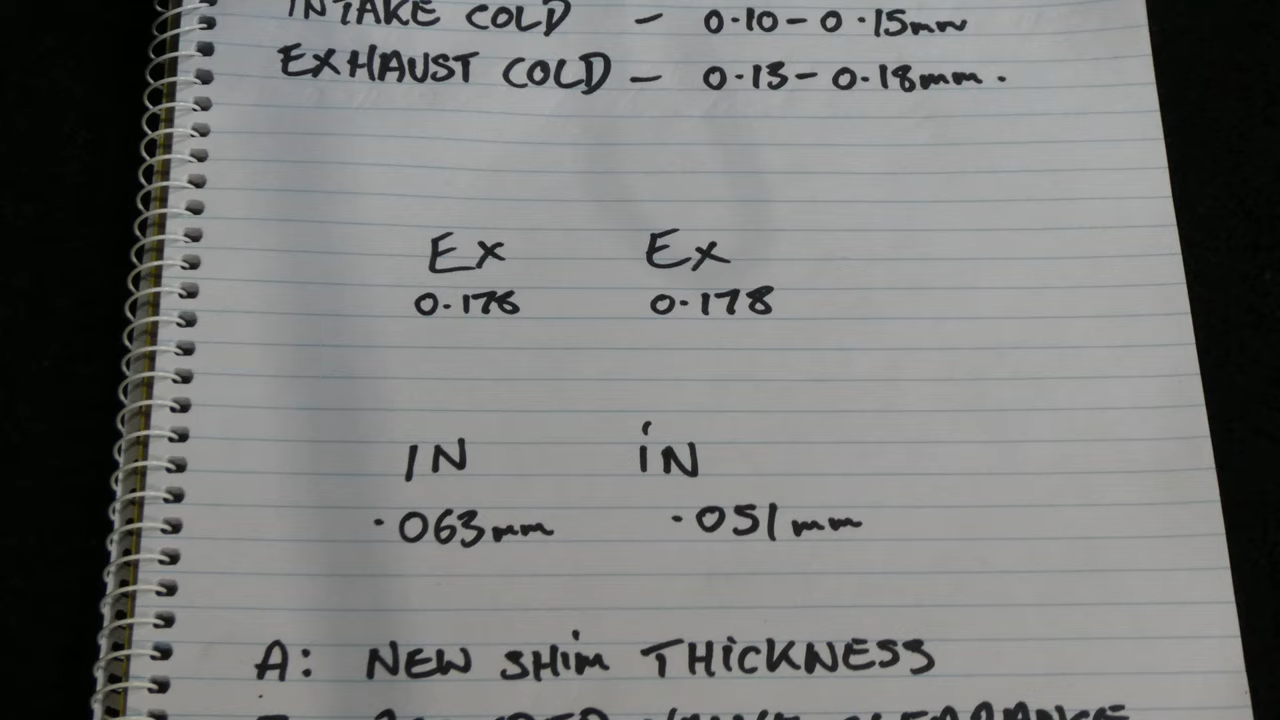 INTAKE COLD – 0.10–0.15mm
EXHAUST COLD – 0.13–0.18mm.
Ex Ex
0.176 0.178
IN iN
.063mm .051mm
A: NEW SHim THiCKNESS
CLEARANCE